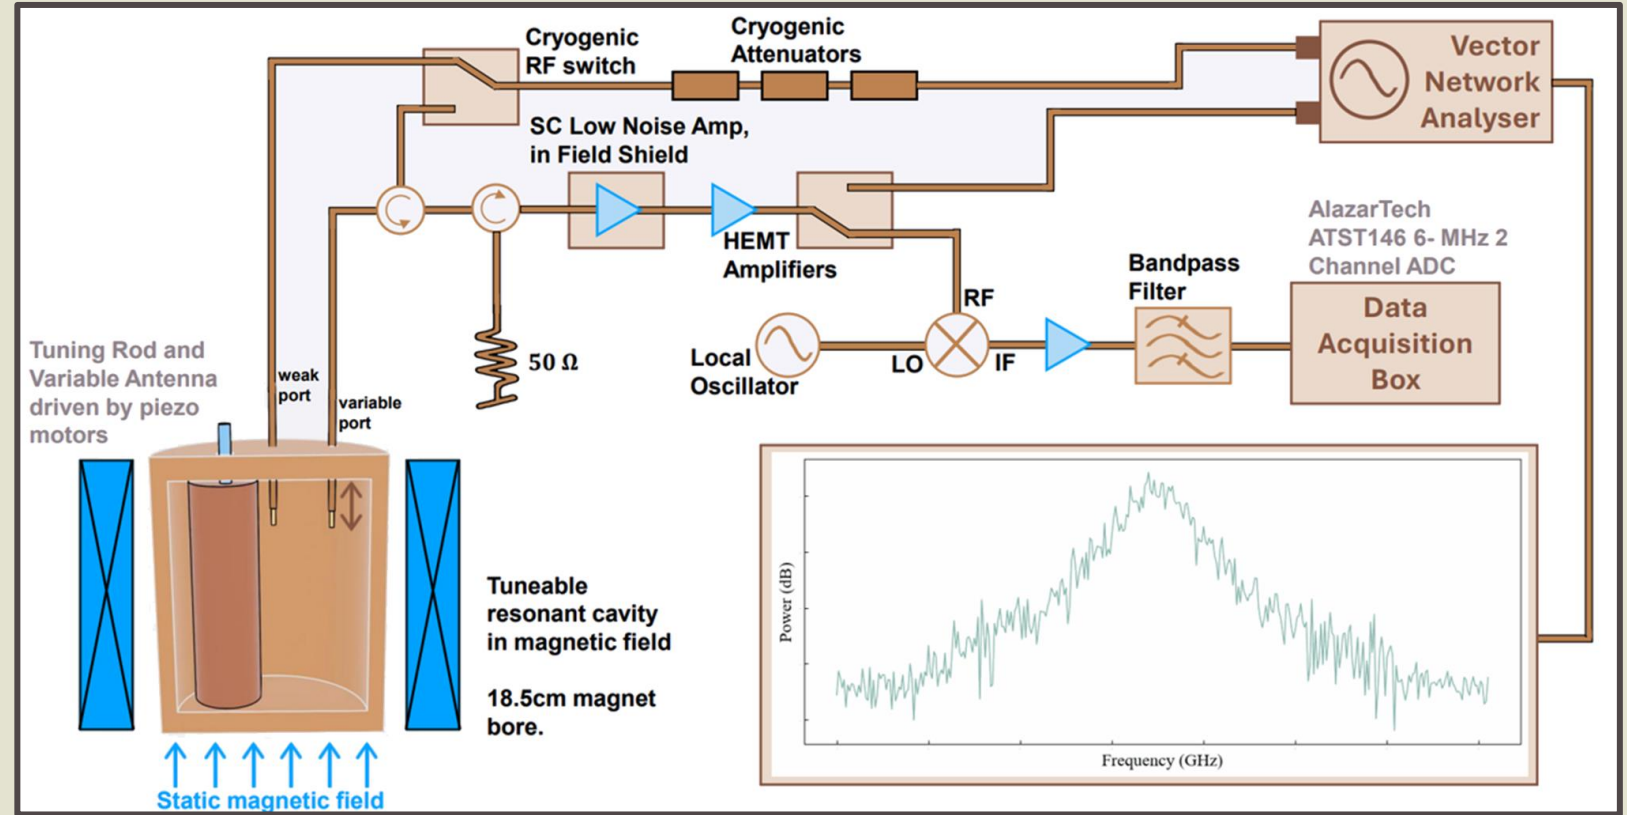 Cryogenic
RF switch
Cryogenic
Attenuators
Vector
Network
Analyser
SC Low Noise Amp,
in Field Shield
HEMT
Amplifiers
AlazarTech
ATST146 6- MHz 2
Channel ADC
Bandpass
Filter
Data
Acquisition
Box
RF
LO
IF
Local
Oscillator
50 Ω
Tuning Rod and
Variable Antenna
driven by piezo
motors
weak
port
variable
port
Tuneable
resonant cavity
in magnetic field
18.5cm magnet
bore.
Static magnetic field
Power (dB)
Frequency (GHz)